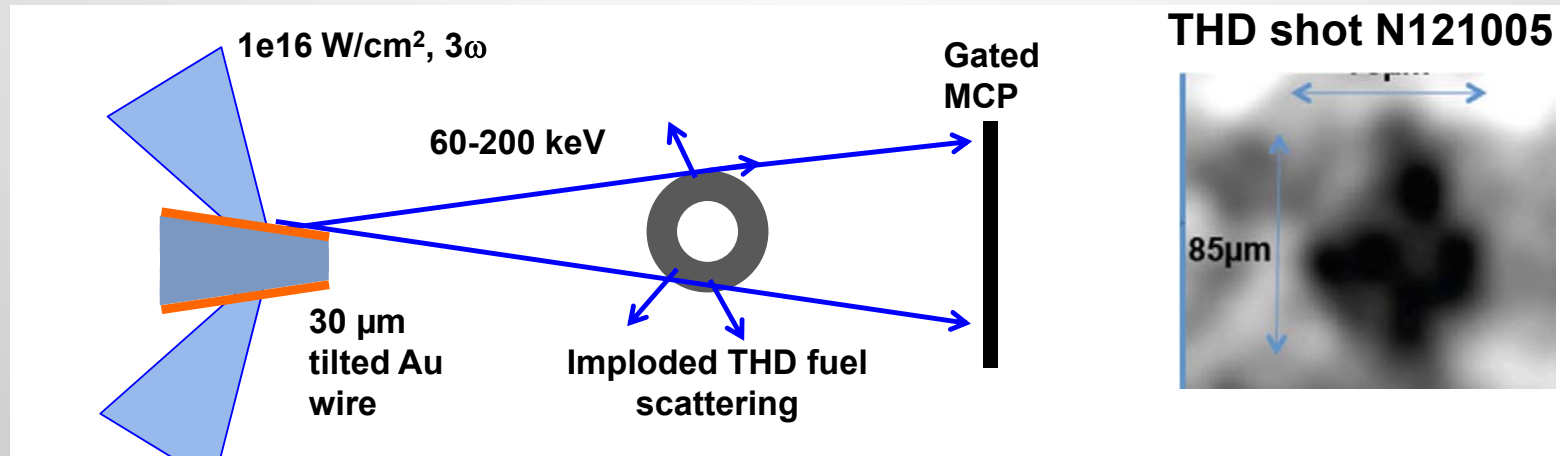 1e16 W/cm², 3ω
60-200 keV
Gated
MCP
30 µm
tilted Au
wire
Imploded THD fuel
scattering
THD shot N121005
85µm